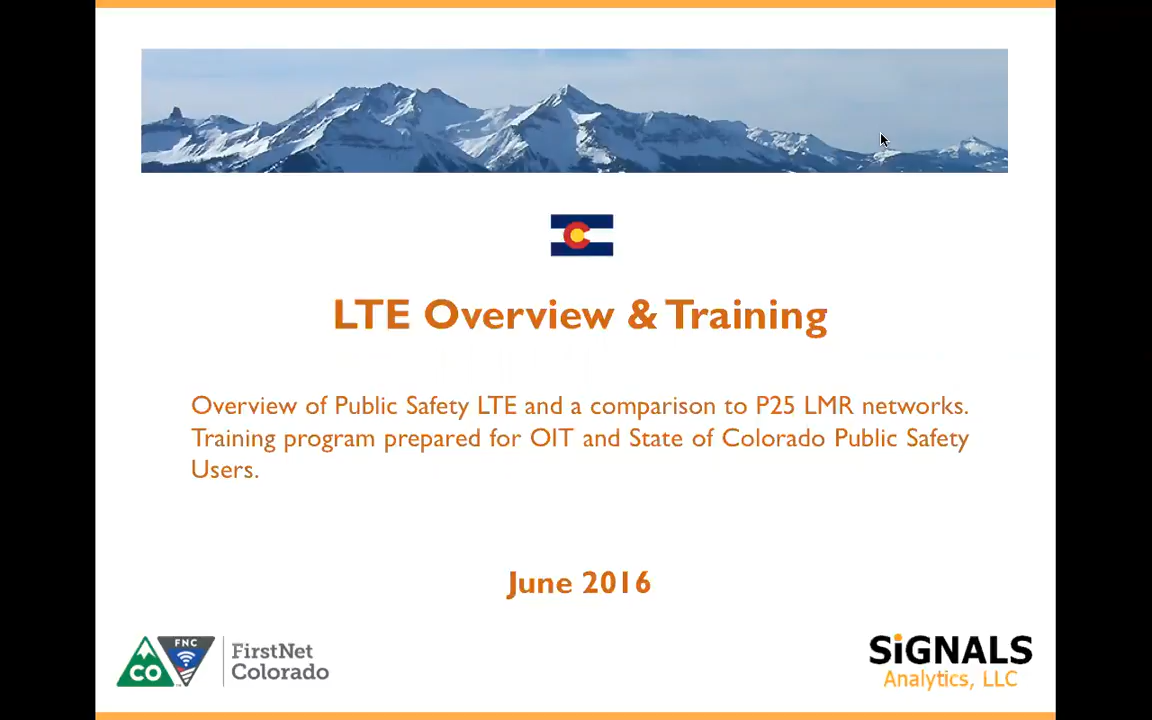 LTE Overview & Training
Overview of Public Safety LTE and a comparison to P25 LMR networks.
Training program prepared for OIT and State of Colorado Public Safety
Users.
June 2016
FNC
CO
FirstNet
Colorado
SiGNALS
Analytics, LLC